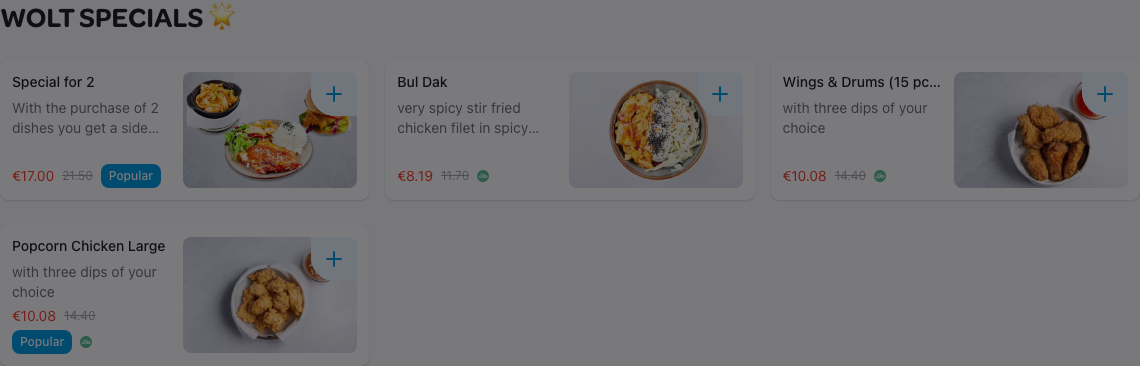 WOLT SPECIALS 🌟
Special for 2
With the purchase of 2
dishes you get a side...
€17.00 21.50 Popular
Bul Dak
very spicy stir fried
chicken filet in spicy...
€8.19 11.70
Wings & Drums (15 pc...
with three dips of your
choice
€10.08 14.40
Popcorn Chicken Large
with three dips of your
choice
€10.08 14.40
Popular